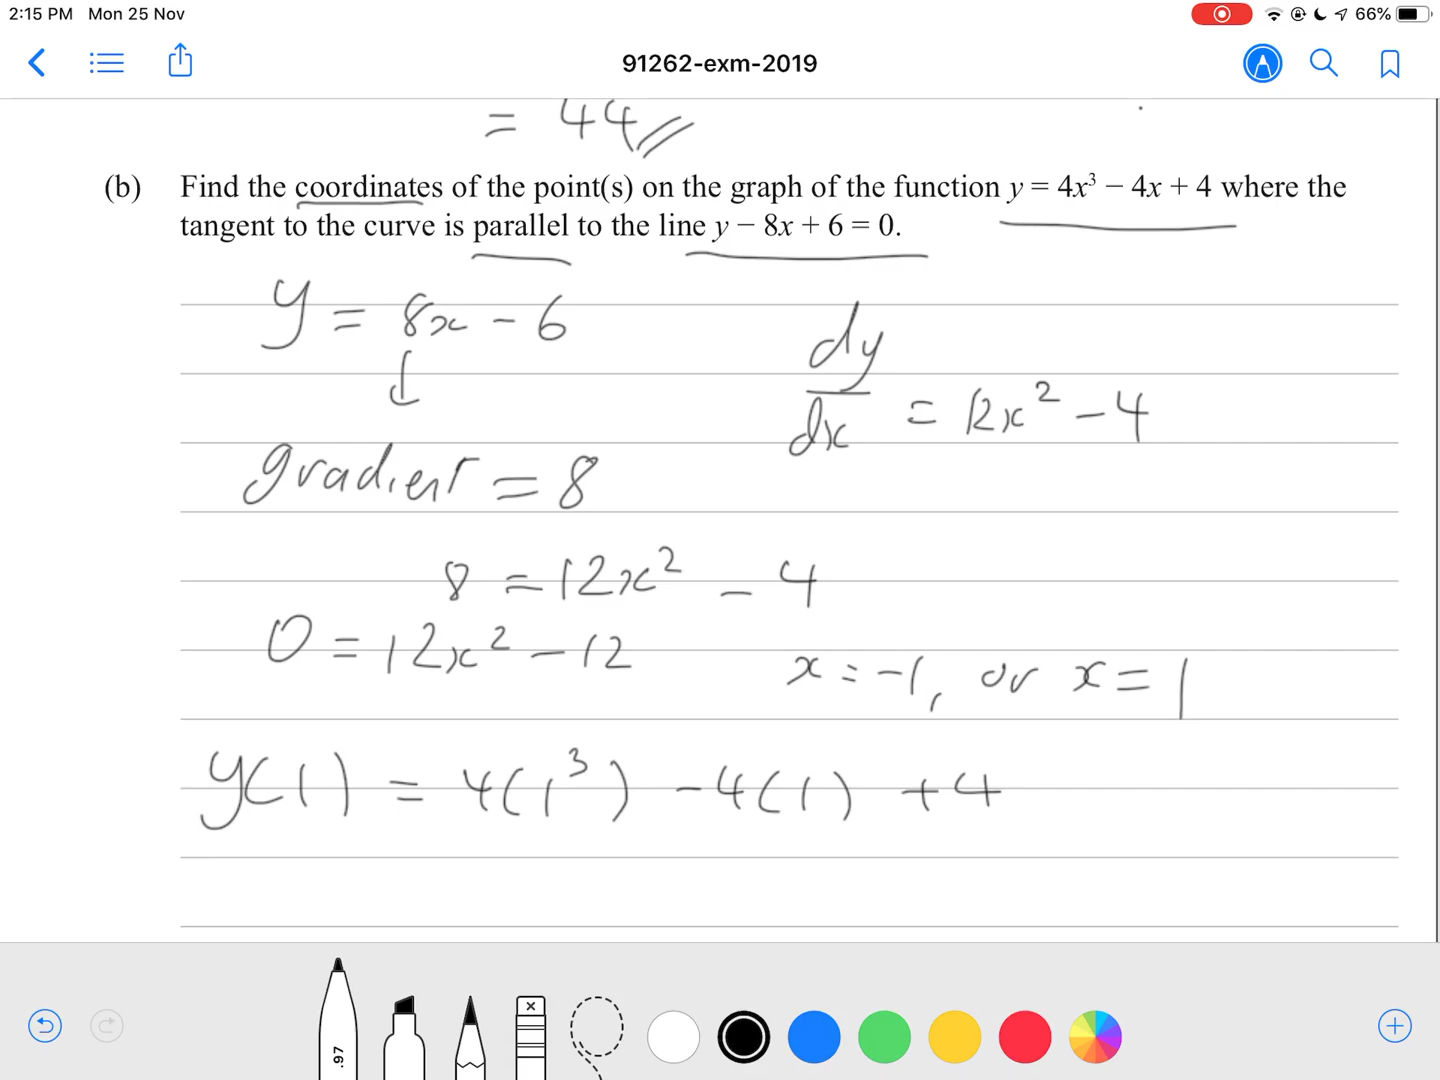 2:15 PM Mon 25 Nov 66%
91262-exm-2019
= 44
(b) Find the coordinates of the point(s) on the graph of the function y = 4x³ − 4x + 4 where the
tangent to the curve is parallel to the line y − 8x + 6 = 0.
y = 8x - 6
dy/dx = 12x² - 4
gradient = 8
8 = 12x² - 4
0 = 12x² - 12
x = -1, or x = 1
y(1) = 4(1³) - 4(1) + 4
.97